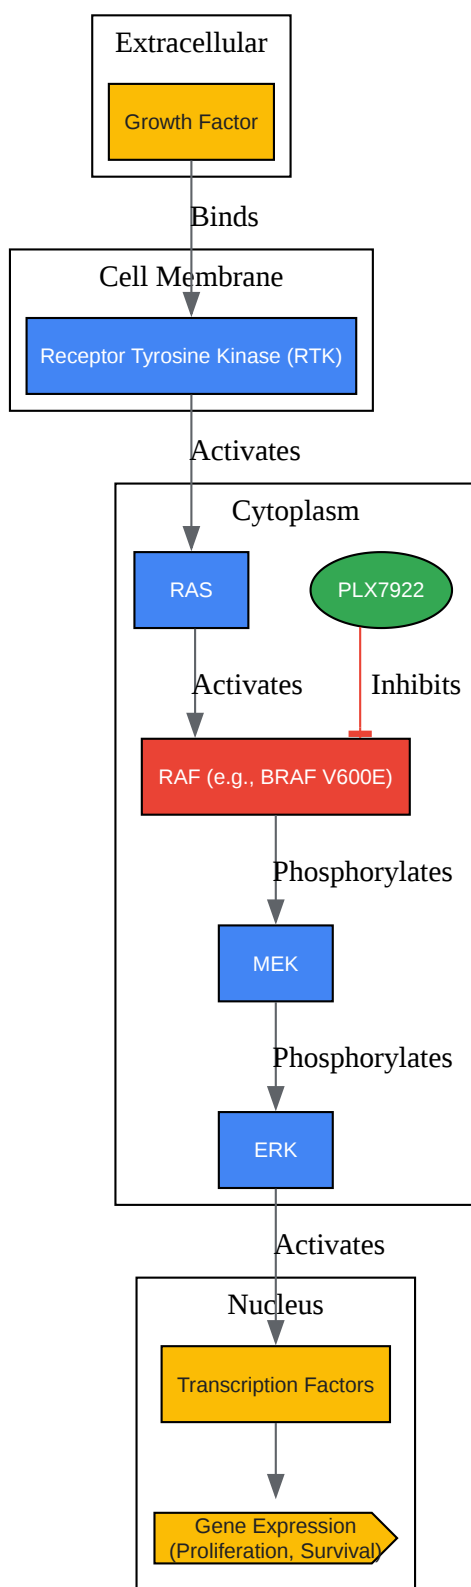 Extracellular
Growth Factor
Binds
Cell Membrane
Receptor Tyrosine Kinase (RTK)
Activates
Cytoplasm
RAS
PLX7922
Activates
Inhibits
RAF (e.g., BRAF V600E)
Phosphorylates
MEK
Phosphorylates
ERK
Activates
Nucleus
Transcription Factors
Gene Expression
(Proliferation, Survival)